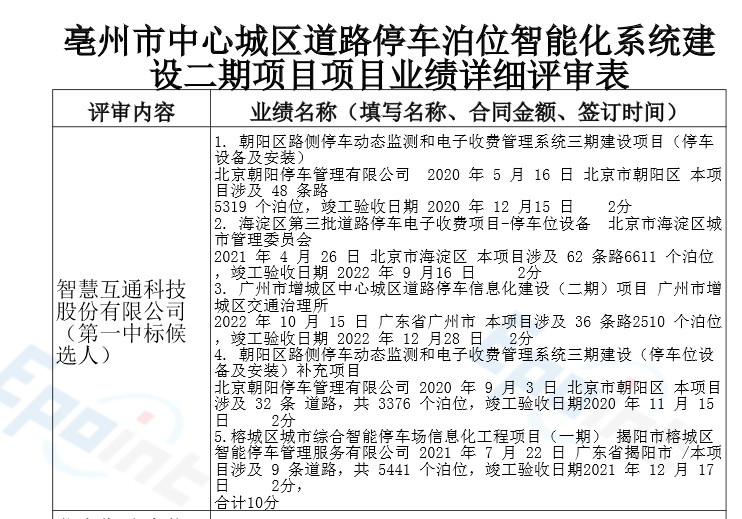 亳州市中心城区道路停车泊位智能化系统建
设二期项目项目业绩详细评审表
评审内容
业绩名称（填写名称、合同金额、签订时间）
智慧互通科技
股份有限公司
（第一中标候
选人）
1. 朝阳区路侧停车动态监测和电子收费管理系统三期建设项目（停车
设备及安装）
北京朝阳停车管理有限公司 2020 年 5 月 16 日 北京市朝阳区 本项
目涉及 48 条路
5319 个泊位，竣工验收日期 2020 年 12 月15 日 2分
2. 海淀区第三批道路停车电子收费项目-停车位设备 北京市海淀区城
市管理委员会
2021 年 4 月 26 日 北京市海淀区 本项目涉及 62 条路6611 个泊位
，竣工验收日期 2022 年 9 月16 日 2分
3. 广州市增城区中心城区道路停车信息化建设（二期）项目 广州市增
城区交通治理所
2022 年 10 月 15 日 广东省广州市 本项目涉及 36 条路2510 个泊位
，竣工验收日期 2022 年 12 月28 日 2分
4. 朝阳区路侧停车动态监测和电子收费管理系统三期建设（停车位设
备及安装）补充项目
北京朝阳停车管理有限公司 2020 年 9 月 3 日 北京市朝阳区 本项目
涉及 32 条 道路，共 3376 个泊位，竣工验收日期2020 年 11 月 15
日 2分
5.榕城区城市综合智能停车场信息化工程项目（一期） 揭阳市榕城区
智能停车管理服务有限公司 2021 年 7 月 22 日 广东省揭阳市 /本项
目涉及 9 条道路，共 5441 个泊位，竣工验收日期2021 年 12 月 17
日 2分，
合计10分
Epoint
Epoint